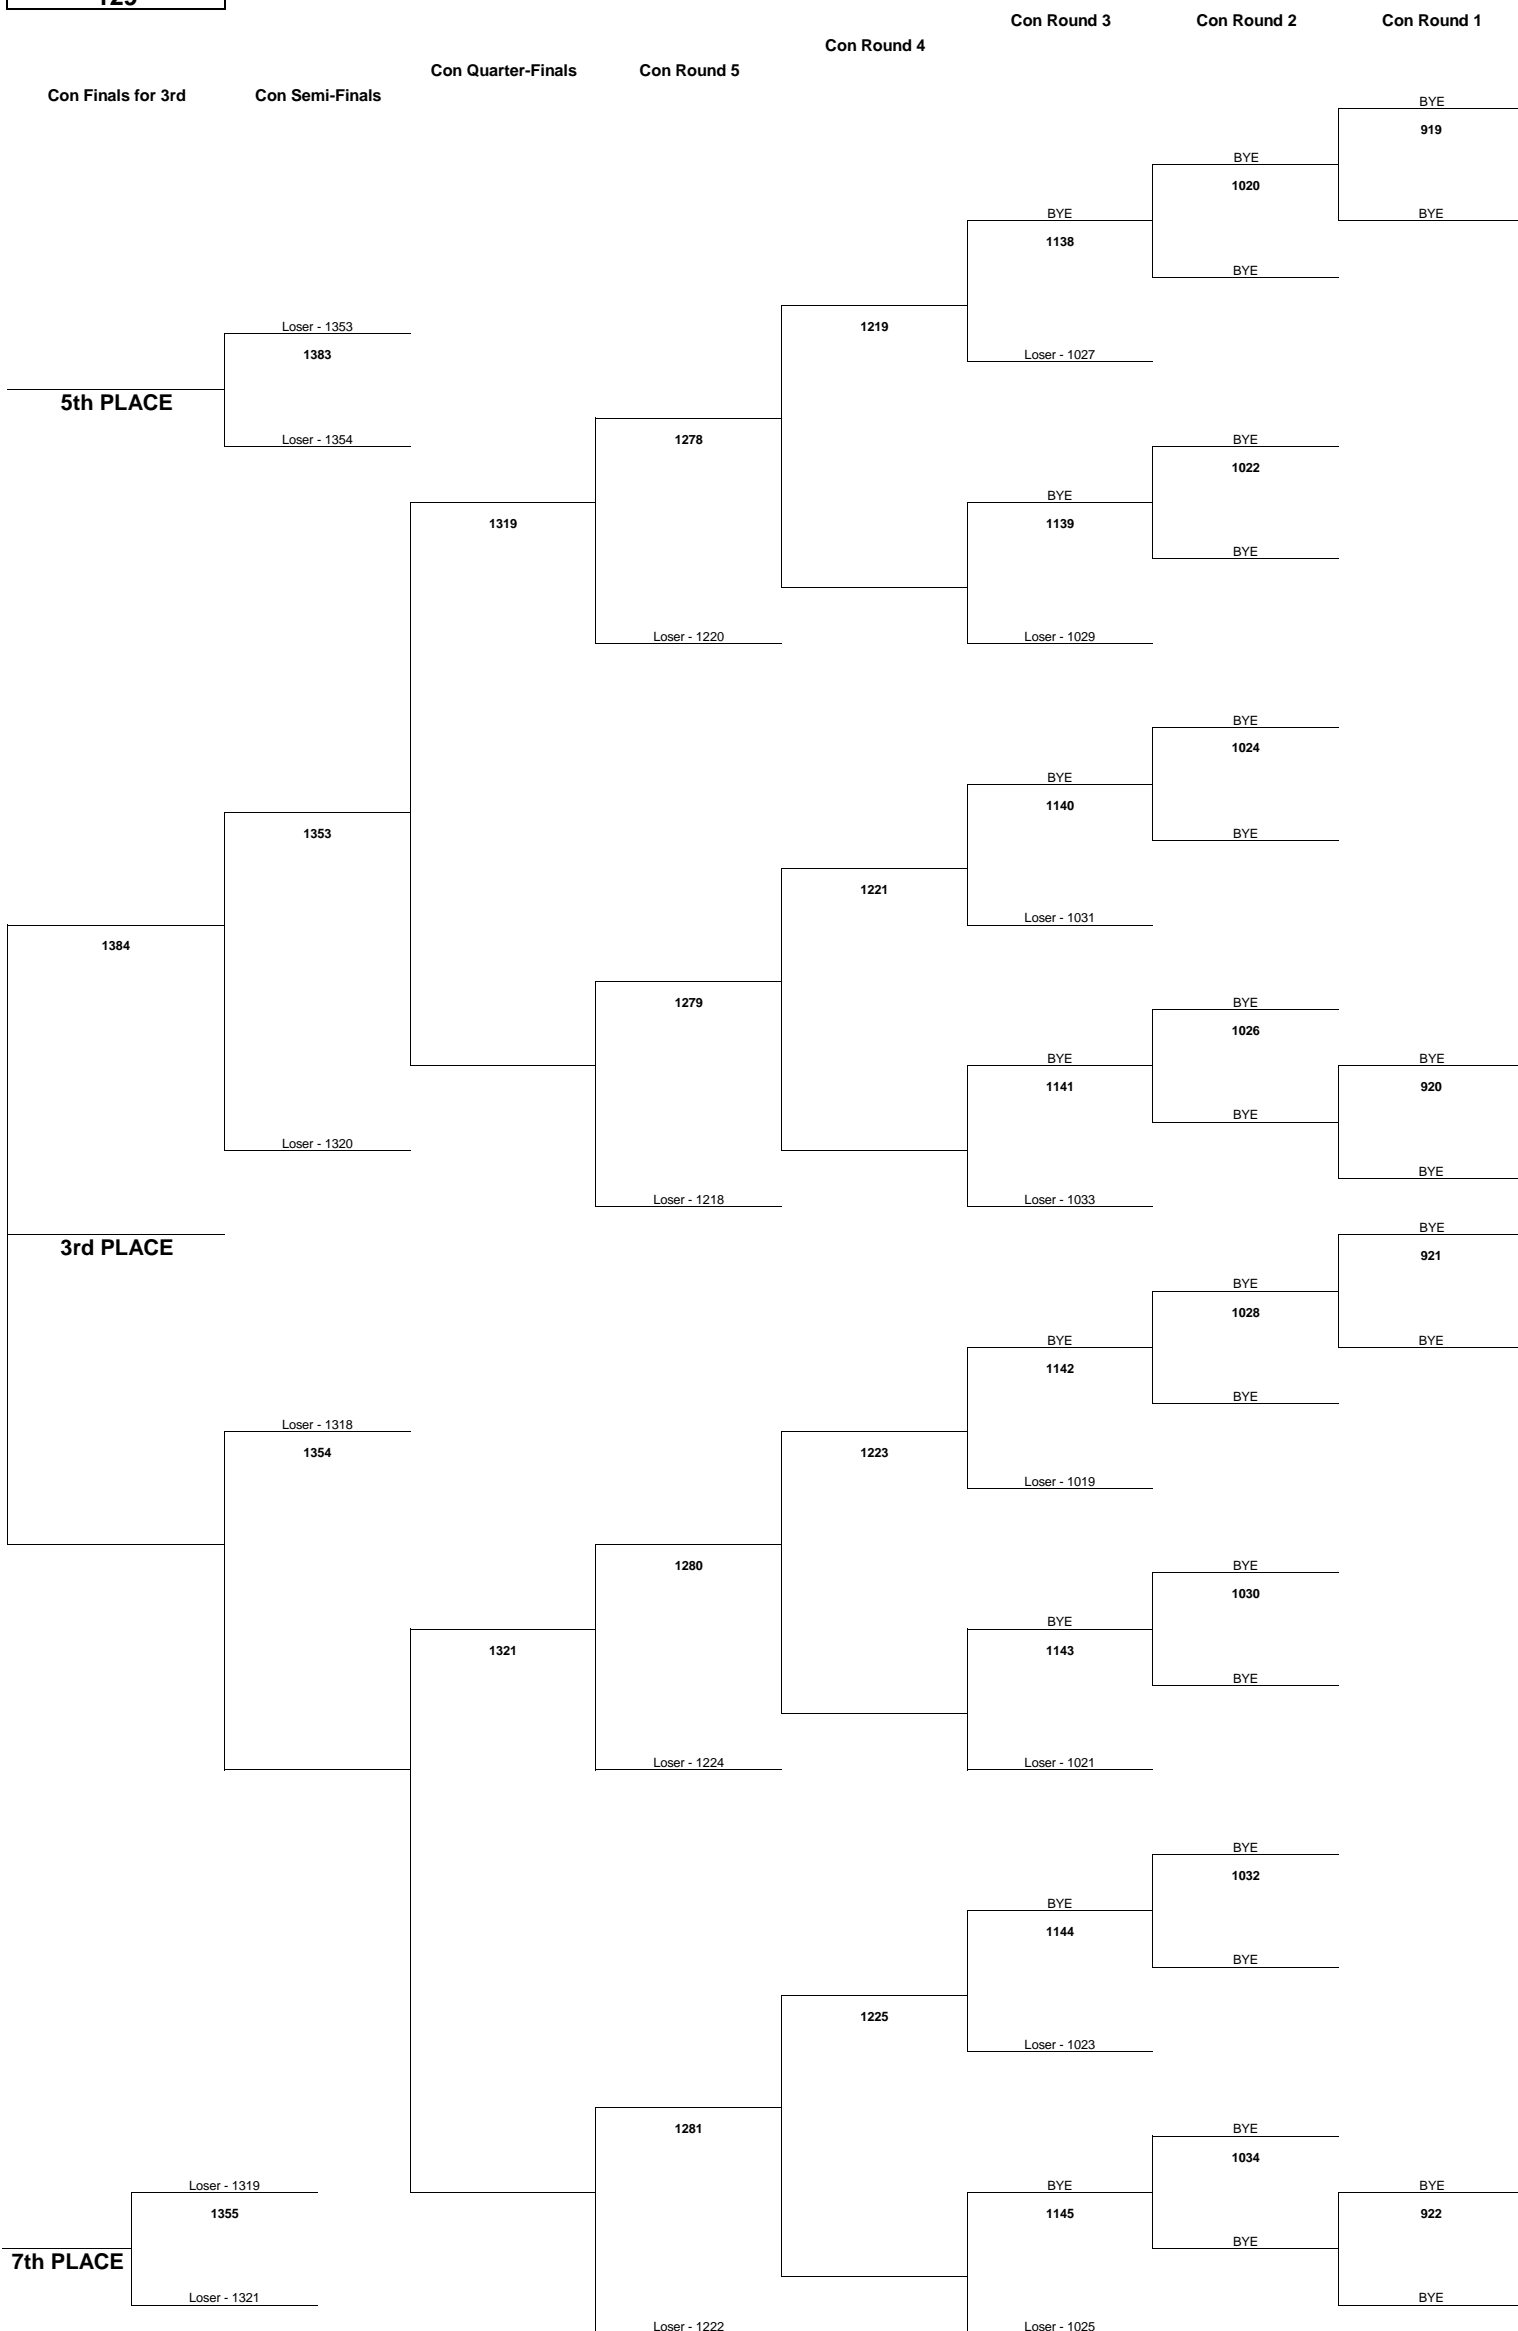 125
Con Round 3 Con Round 2 Con Round 1
Con Round 4
Con Quarter-Finals Con Round 5
Con Finals for 3rd Con Semi-Finals
BYE
919
BYE
1020
BYE BYE
1138
BYE
Loser - 1353 1219
1383 Loser - 1027
5th PLACE
Loser - 1354 1278 BYE
1022
BYE
1319 1139
BYE
Loser - 1220 Loser - 1029
BYE
1024
BYE
1140
1353 BYE
1221
Loser - 1031
1384
1279 BYE
1026
BYE BYE
1141 920
BYE
Loser - 1320
BYE
Loser - 1218 Loser - 1033
BYE
3rd PLACE 921
BYE
1028
BYE BYE
1142
BYE
Loser - 1318
1354 1223
Loser - 1019
1280 BYE
1030
BYE
1321 1143
BYE
Loser - 1224 Loser - 1021
BYE
1032
BYE
1144
BYE
1225
Loser - 1023
1281 BYE
1034
Loser - 1319 BYE BYE
1355 1145 922
BYE
7th PLACE
Loser - 1321 BYE
Loser - 1222 Loser - 1025